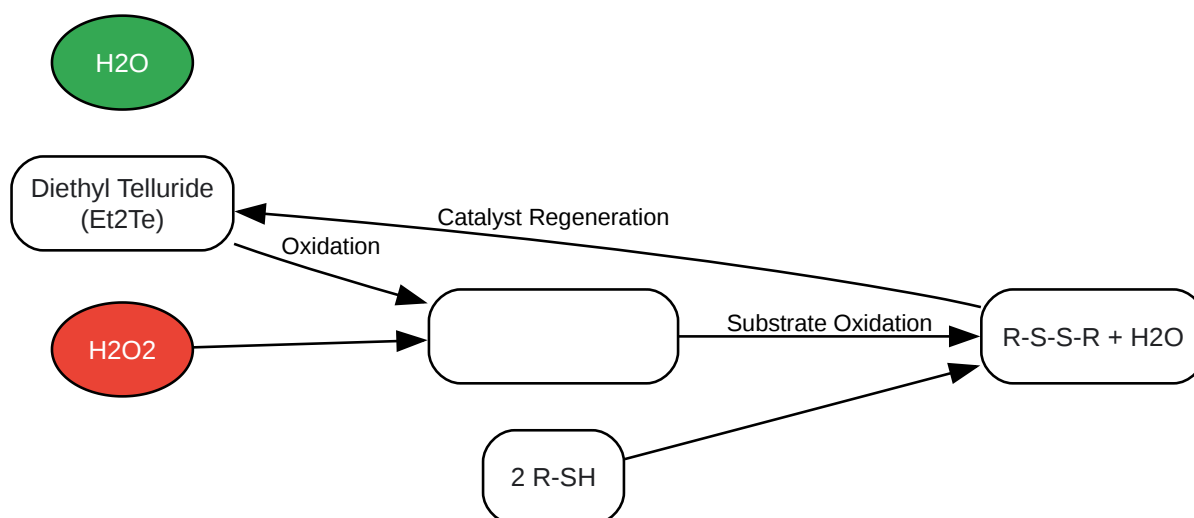 H2O
Diethyl Telluride
(Et2Te)
Catalyst Regeneration
Oxidation
H2O2
Substrate Oxidation
R-S-S-R + H2O
2 R-SH